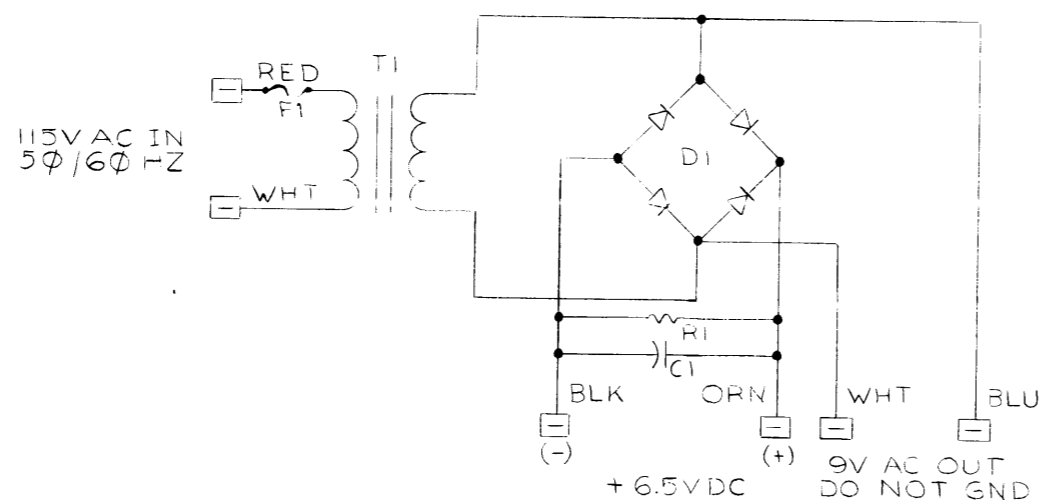 T1
RED
F1
115V AC IN
5Ø/6Ø HZ
WHT
D1
R1
C1
BLK
ORN
WHT
BLU
(-)
(+)
+ 6.5VDC
9V AC OUT
DO NOT GND